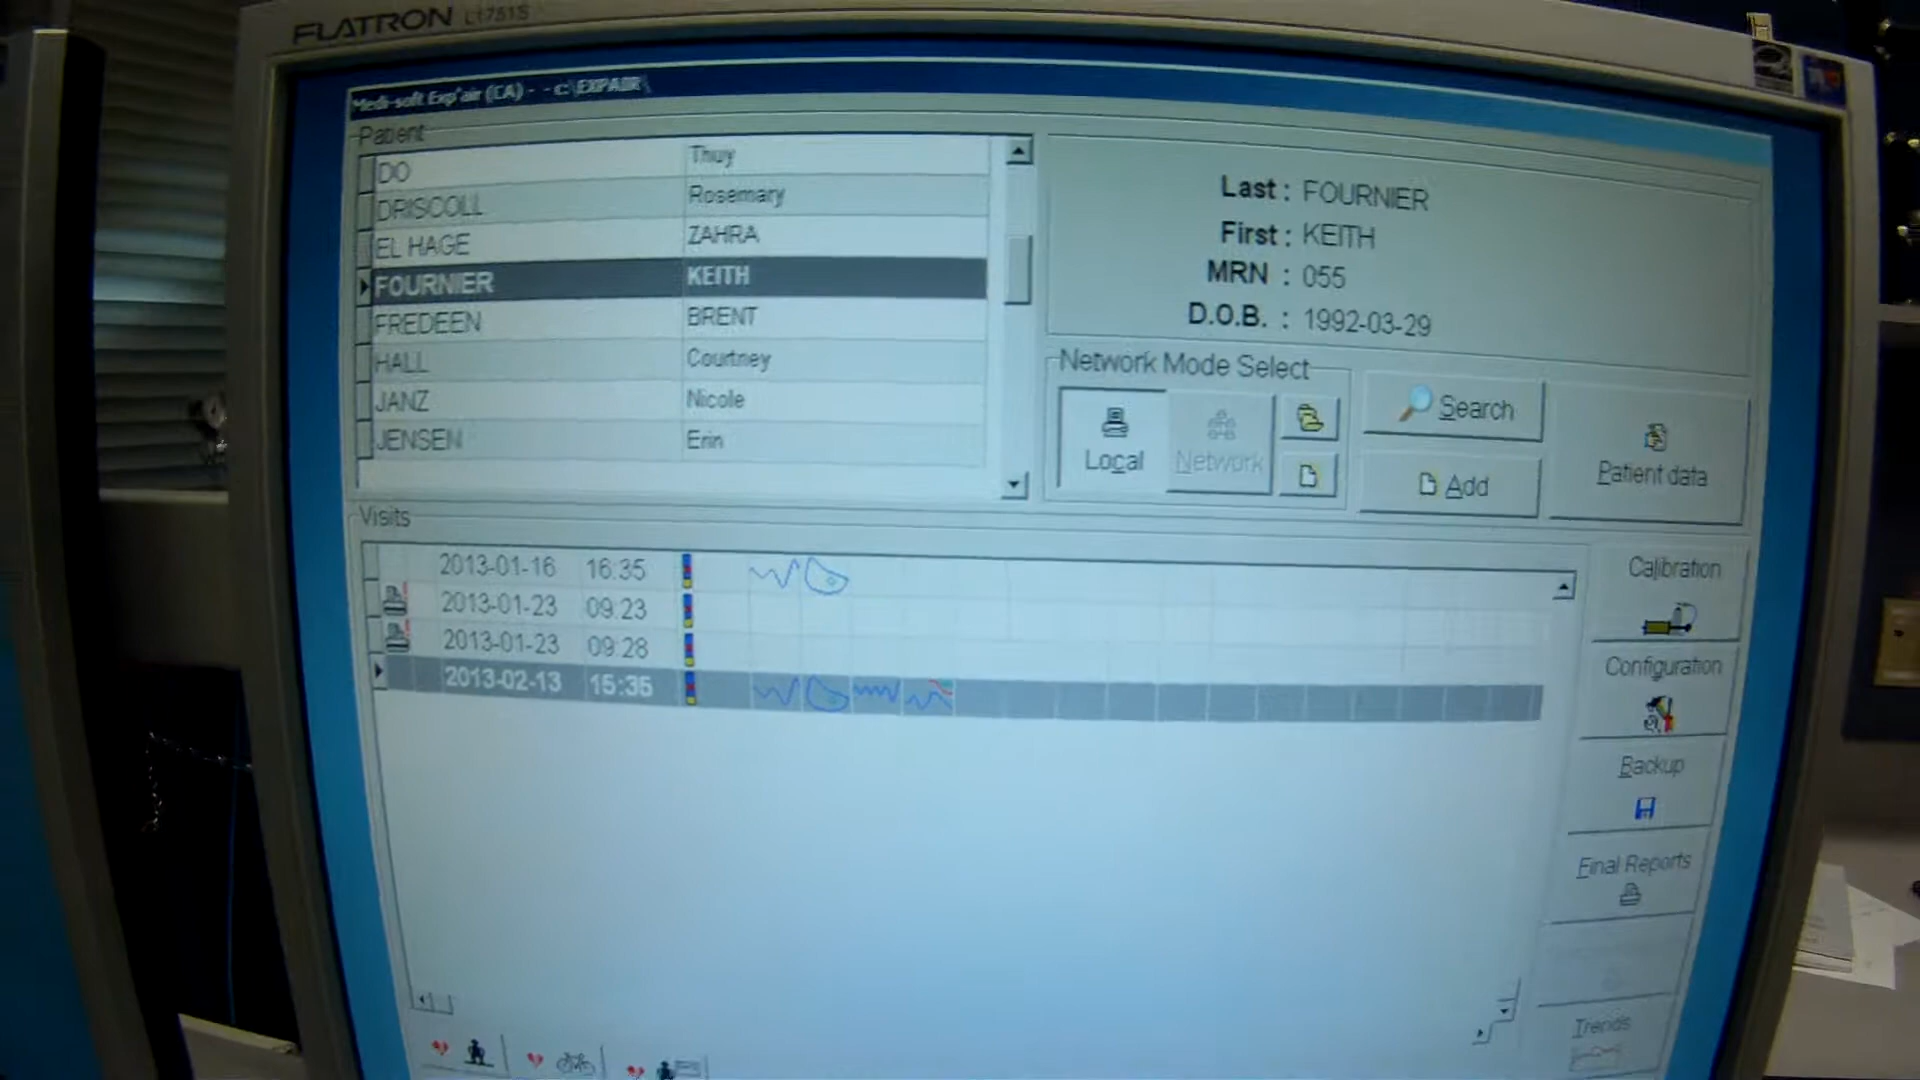 FLATRON L1751S
Medi-soft Exp'air (CA) - - C:\EXPAIR\
Patient
DO Thuy
DRISCOLL Rosemary
EL HAGE ZAHRA
FOURNIER KEITH
FREDEEN BRENT
HALL Courtney
JANZ Nicole
JENSEN Erin
Last : FOURNIER
First : KEITH
MRN : 055
D.O.B. : 1992-03-29
Network Mode Select
Local
Network
Search
Add
Patient data
Visits
2013-01-16 16:35
2013-01-23 09:23
2013-01-23 09:28
2013-02-13 15:35
Calibration
Configuration
Backup
Final Reports
Trends